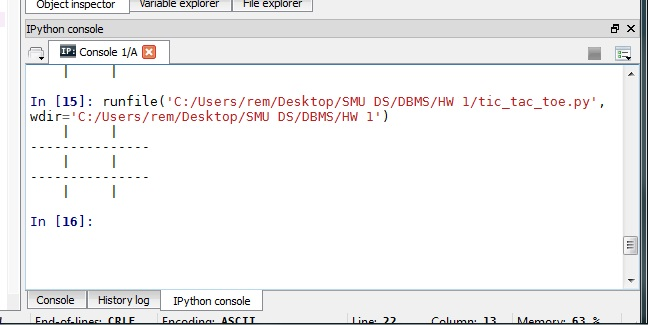 Object inspector Variable explorer File explorer
IPython console
IP: Console 1/A
| |
In [15]: runfile('C:/Users/rem/Desktop/SMU DS/DBMS/HW 1/tic_tac_toe.py',
wdir='C:/Users/rem/Desktop/SMU DS/DBMS/HW 1')
| |
---------------
| |
---------------
| |
In [16]:
Console History log IPython console
End-of-lines: CRLF Encoding: ASCII Line: 22 Column: 13 Memory: 63 %